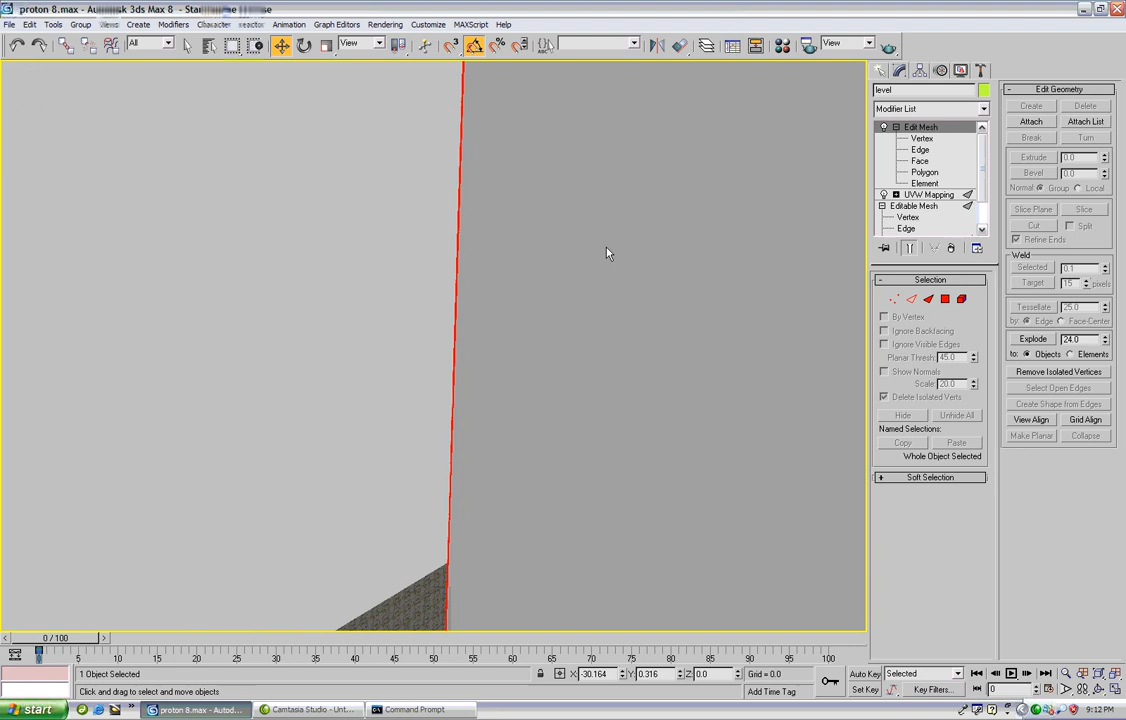 proton 8.max - Autodesk 3ds Max 8 - Stan
File Edit Tools Group Views Create Modifiers Character reactor Animation Graph Editors Rendering Customize MAXScript Help
All View View
level
Modifier List
Edit Mesh
Vertex
Edge
Face
Polygon
Element
UVW Mapping
Editable Mesh
Vertex
Edge
Selection
By Vertex
Ignore Backfacing
Ignore Visible Edges
Planar Thresh: 45.0
Show Normals
Scale: 20.0
Delete Isolated Verts
Hide Unhide All
Named Selections:
Copy Paste
Whole Object Selected
Soft Selection
Edit Geometry
Create Delete
Attach Attach List
Break Turn
Extrude 0.0
Bevel 0.0
Normal: Group Local
Slice Plane Slice
Cut Split
Refine Ends
Weld
Selected 0.1
Target 15 pixels
Tessellate 25.0
by: Edge Face-Center
Explode 24.0
to: Objects Elements
Remove Isolated Vertices
Select Open Edges
Create Shape from Edges
View Align Grid Align
Make Planar Collapse
0 / 100
5 10 15 20 25 30 35 40 45 50 55 60 65 70 75 80 85 90 95 100
1 Object Selected X: -30.164 Y: 0.316 Z: 0.0 Grid = 0.0 Auto Key Selected
Click and drag to select and move objects Add Time Tag Set Key Key Filters... 0
start proton 8.max - Autod... Camtasia Studio - Unt... Command Prompt 9:12 PM